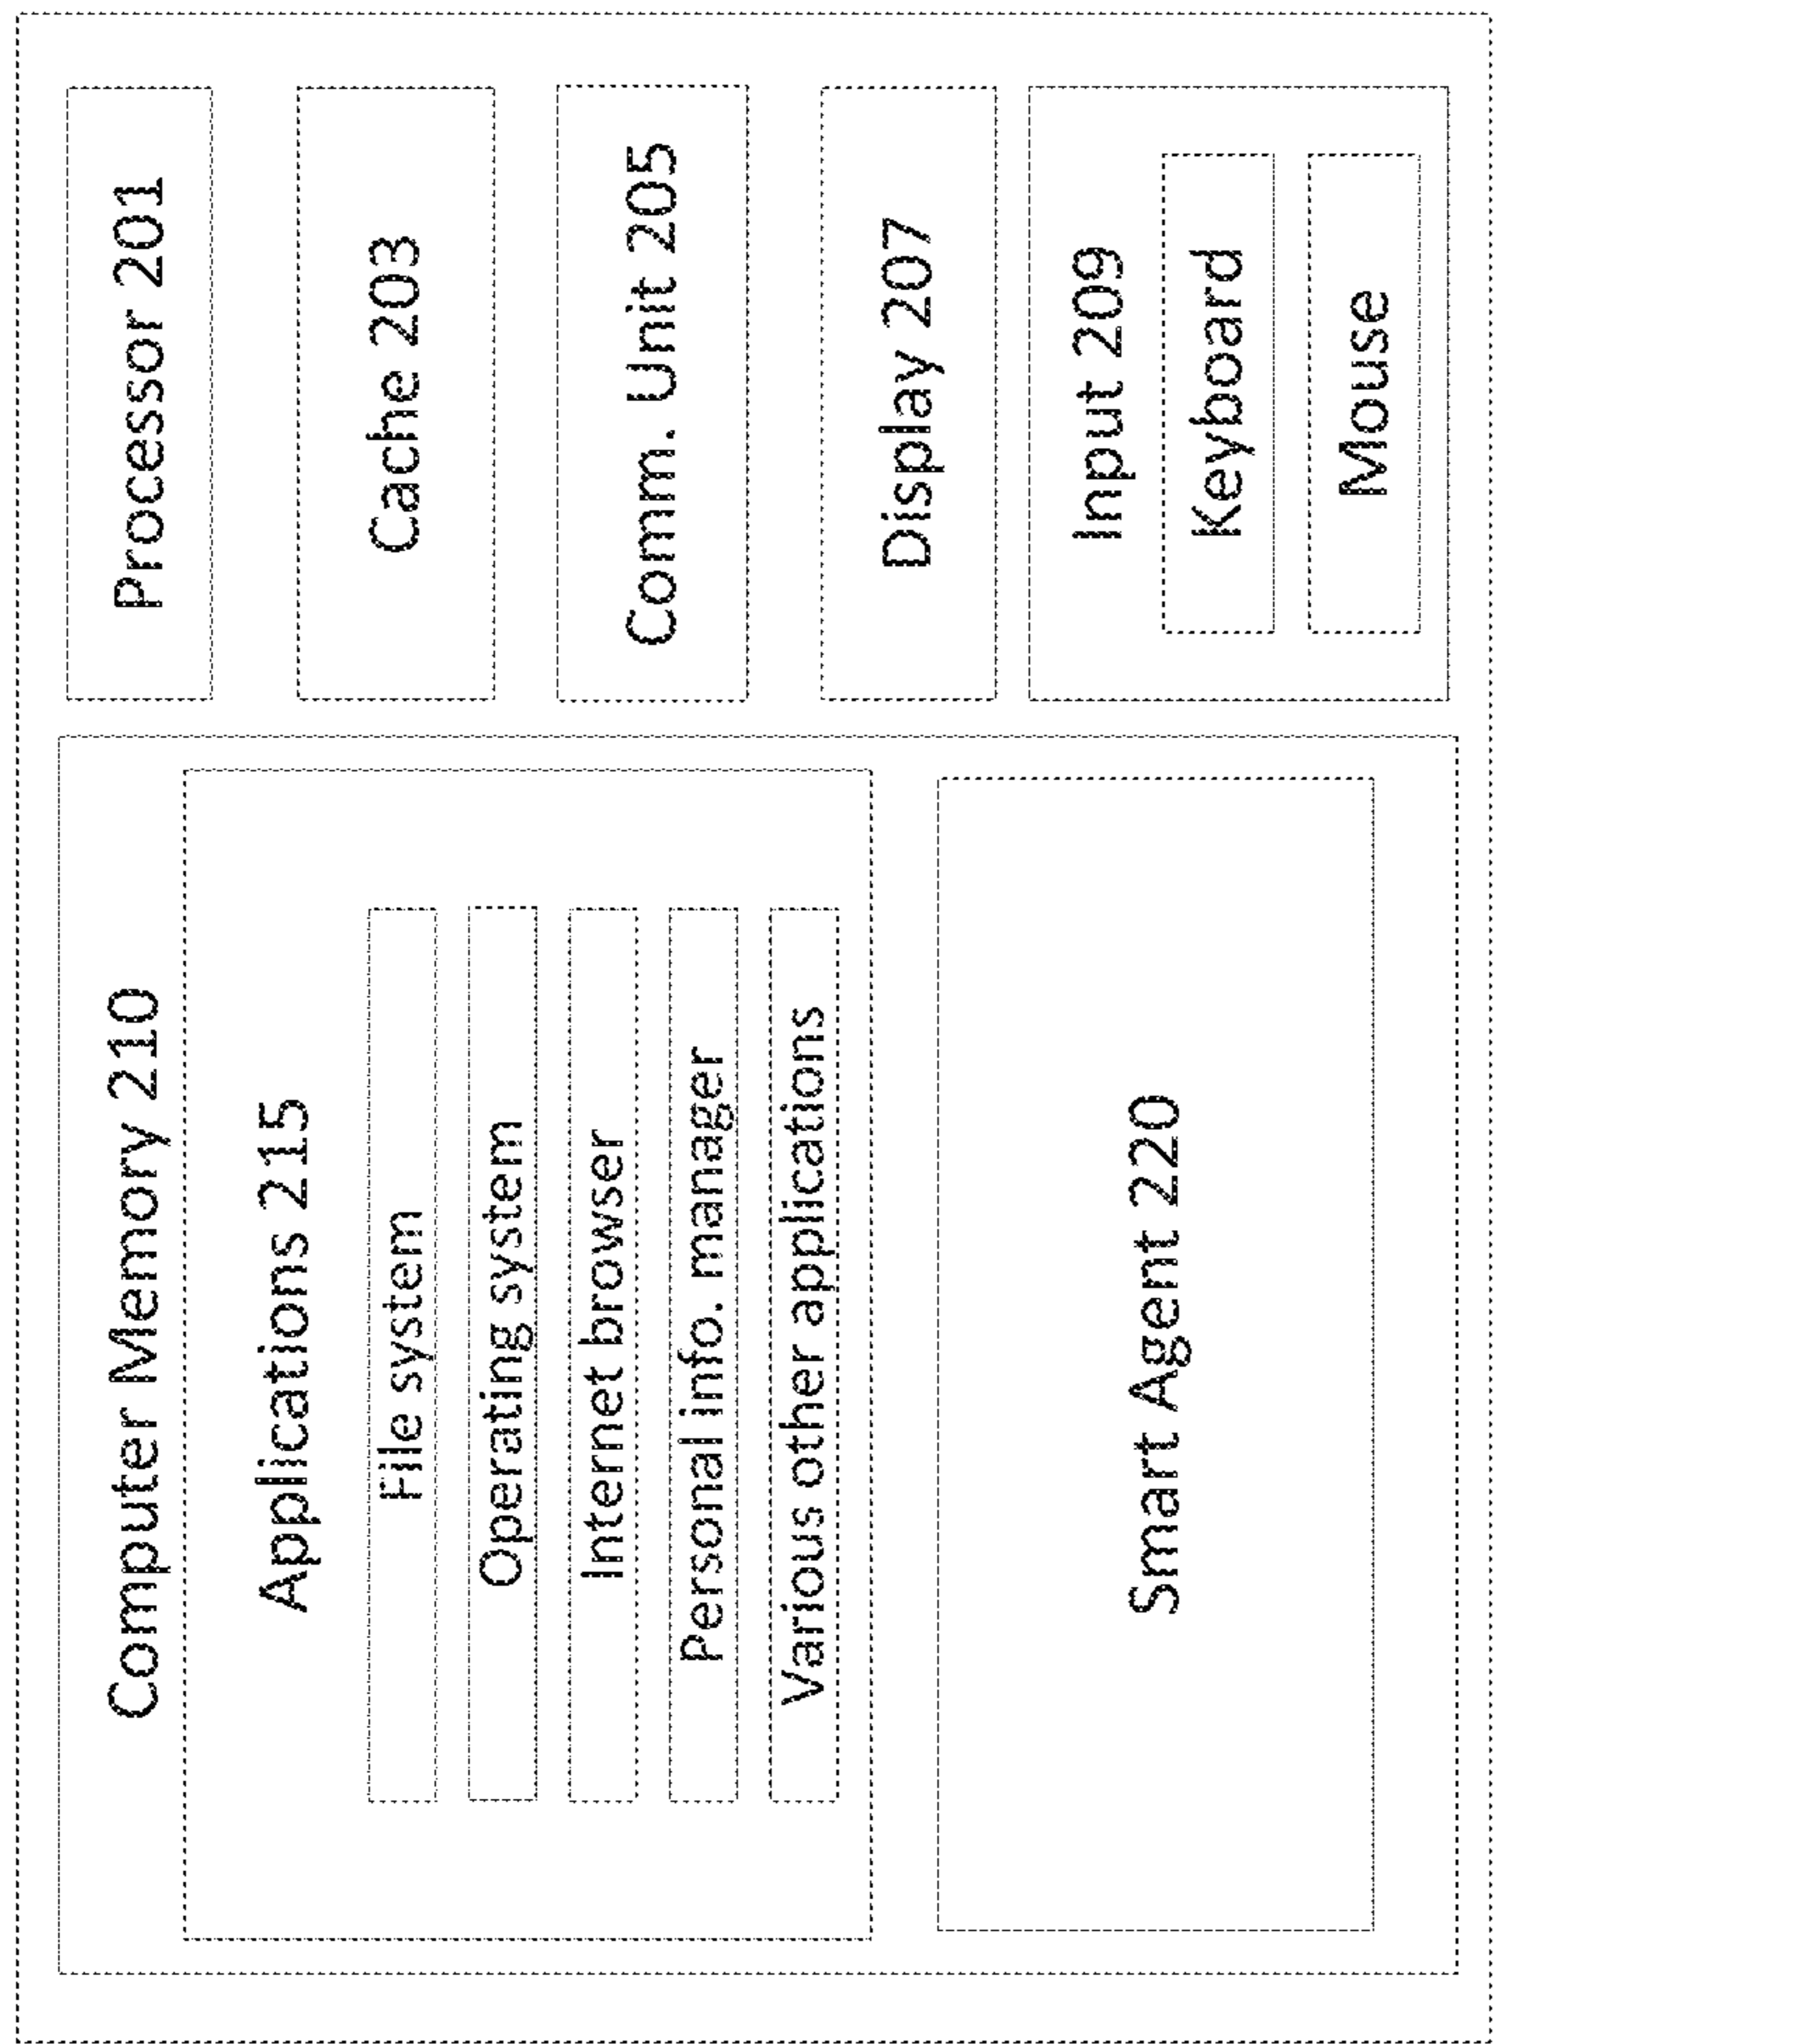 Computer Memory 210
Applications 215
File system
Operating system
Internet browser
Personal info. manager
Various other applications
Smart Agent 220
Processor 201
Cache 203
Comm. Unit 205
Display 207
Input 209
Keyboard
Mouse